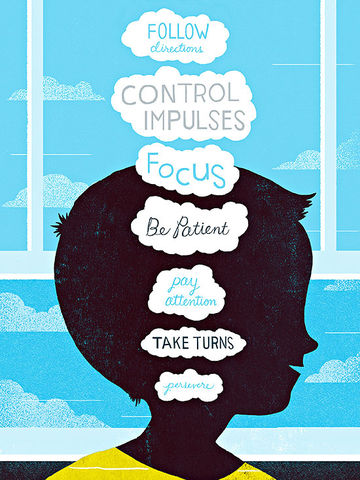 FOLLOW
directions
CONTROL
IMPULSES
FOCUS
Be Patient
pay
attention
TAKE TURNS
persevere